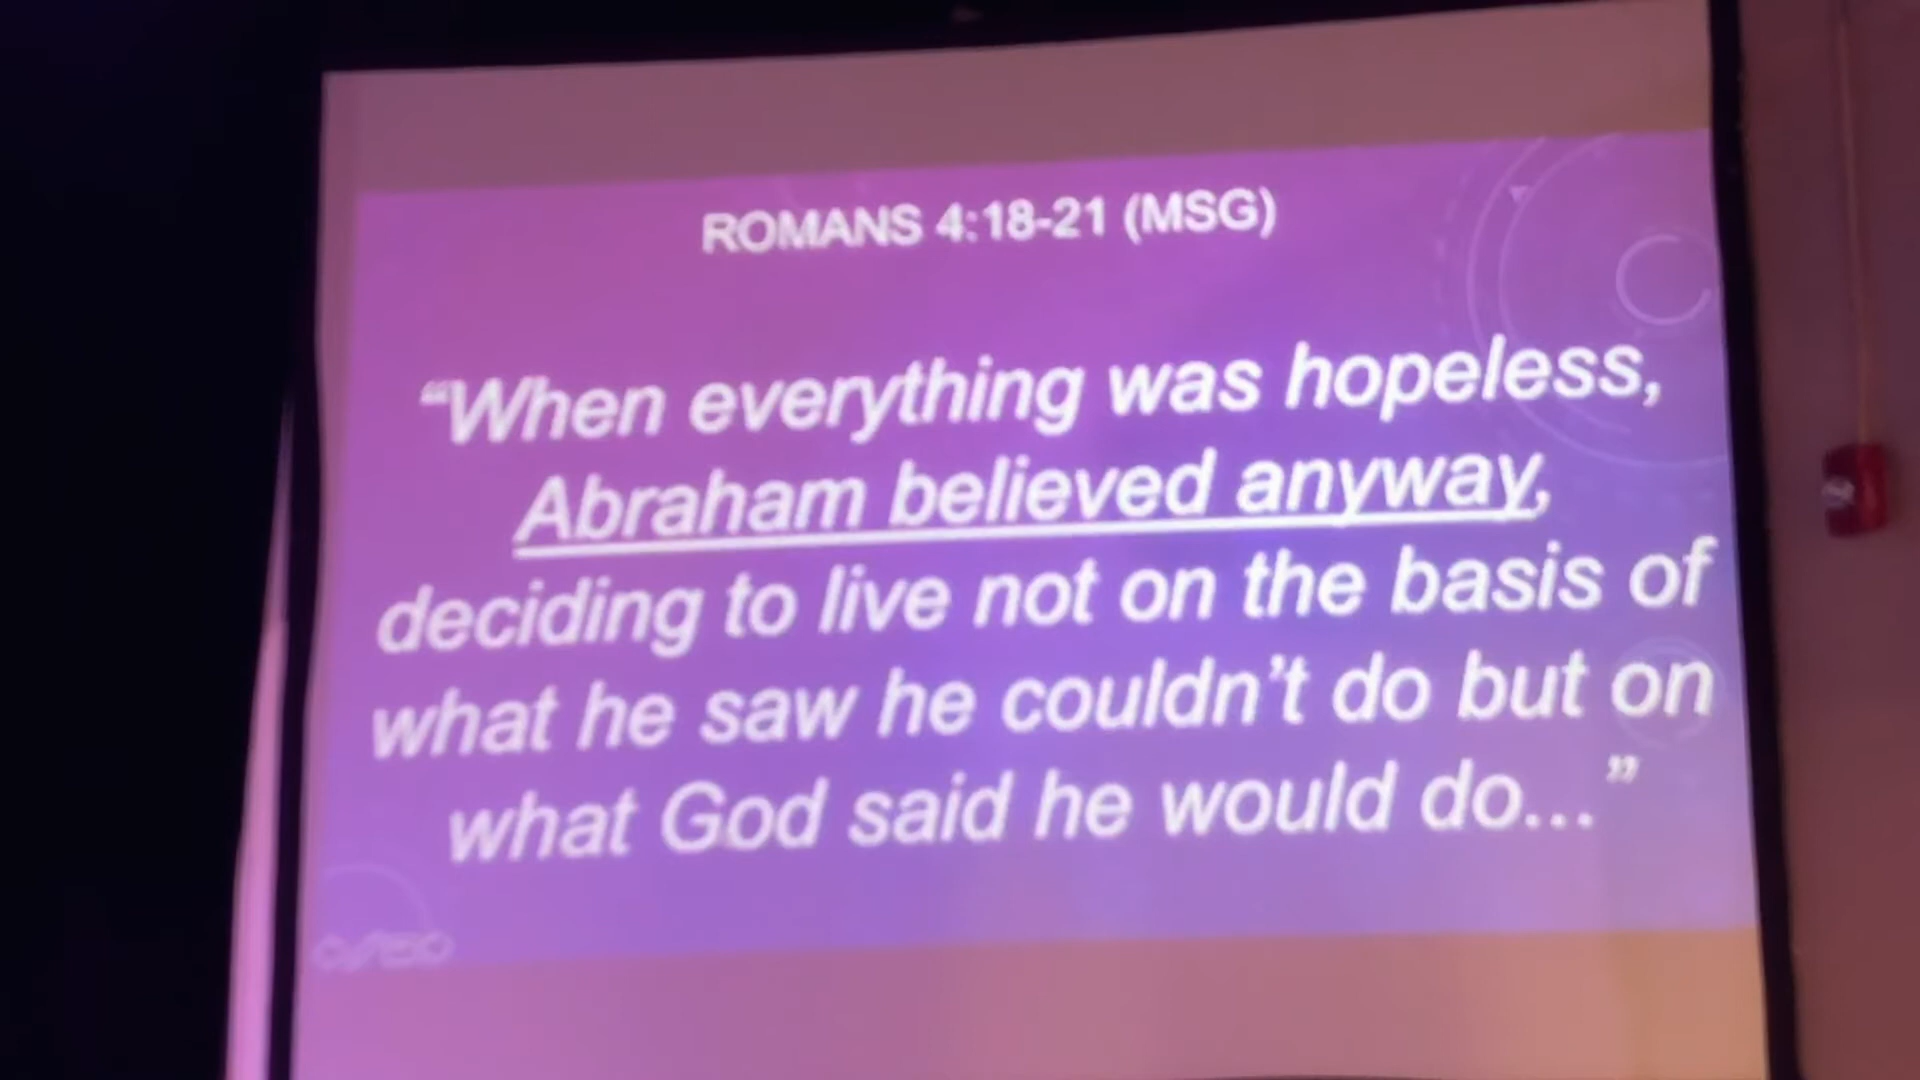 ROMANS 4:18-21 (MSG)
“When everything was hopeless,
Abraham believed anyway,
deciding to live not on the basis of
what he saw he couldn’t do but on
what God said he would do...”